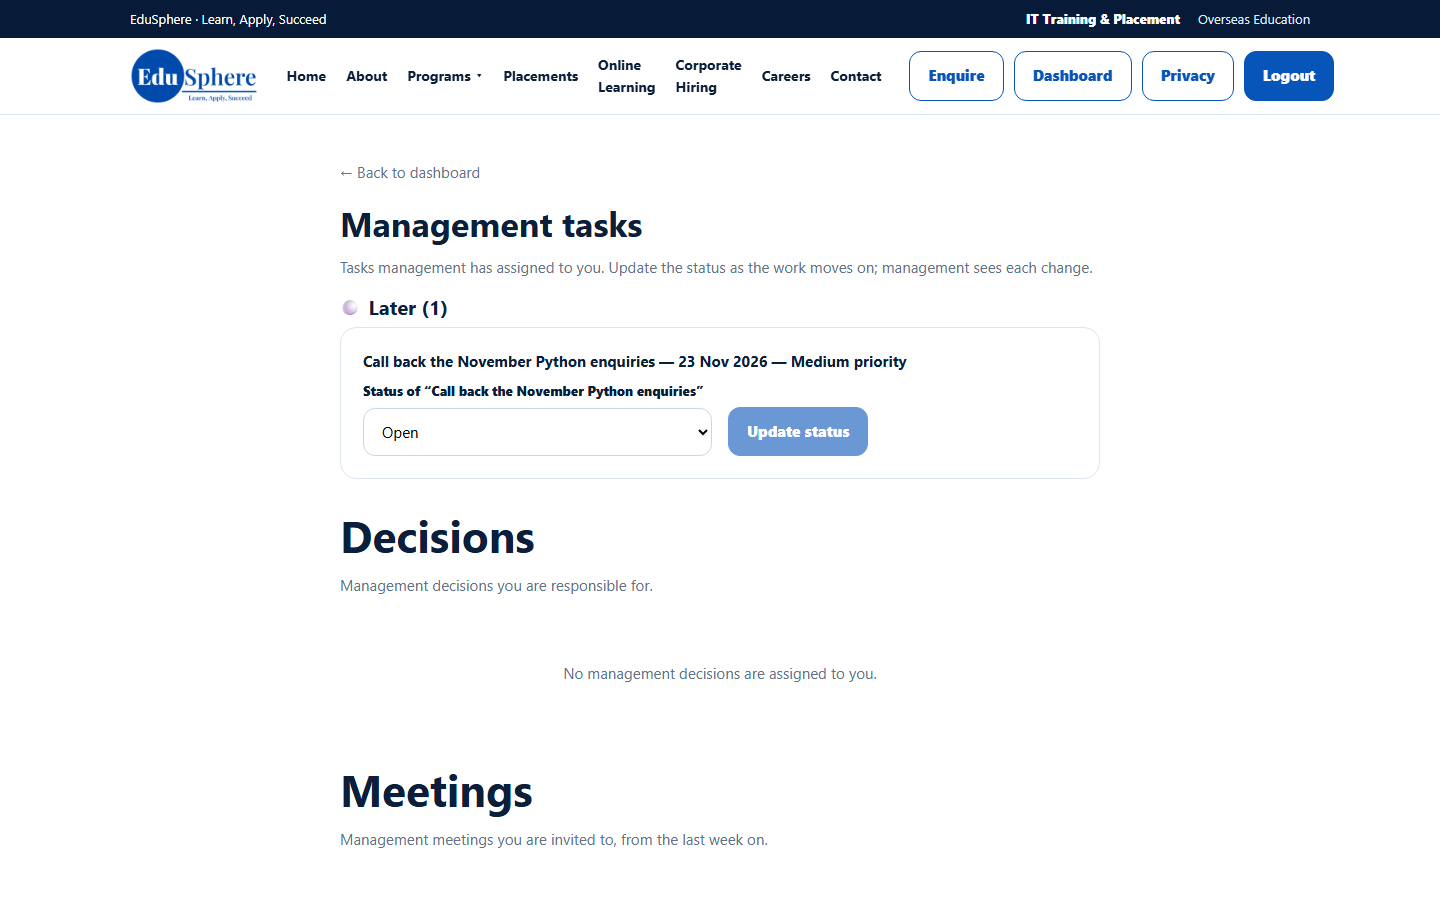 EduSphere · Learn, Apply, Succeed
IT Training & Placement
Overseas Education
EduSphere
Learn, Apply, Succeed
Home
About
Programs
Placements
Online Learning
Corporate Hiring
Careers
Contact
Enquire
Dashboard
Privacy
Logout
← Back to dashboard
Management tasks
Tasks management has assigned to you. Update the status as the work moves on; management sees each change.
Later (1)
Call back the November Python enquiries — 23 Nov 2026 — Medium priority
Status of “Call back the November Python enquiries”
Open
Update status
Decisions
Management decisions you are responsible for.
No management decisions are assigned to you.
Meetings
Management meetings you are invited to, from the last week on.